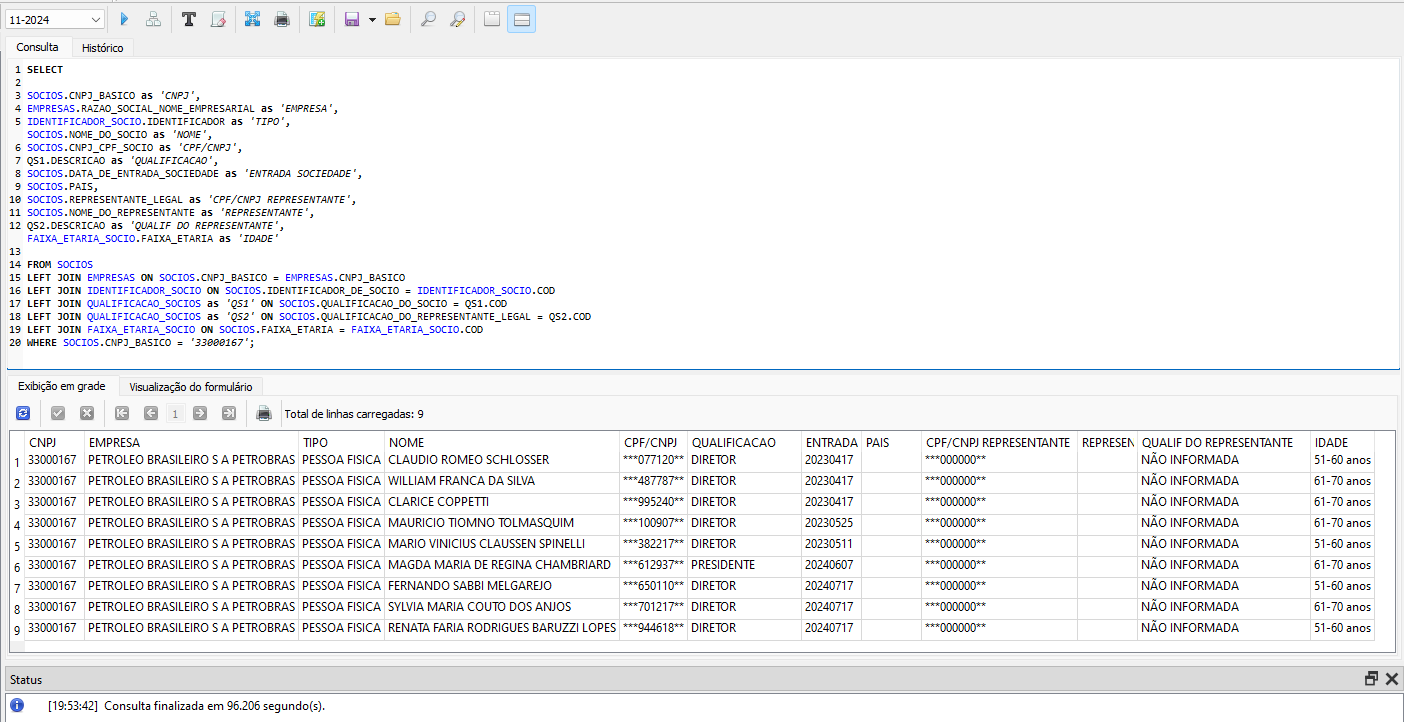 11-2024
Consulta Histórico
1 SELECT
2
3 SOCIOS.CNPJ_BASICO as 'CNPJ',
4 EMPRESAS.RAZAO_SOCIAL_NOME_EMPRESARIAL as 'EMPRESA',
5 IDENTIFICADOR_SOCIO.IDENTIFICADOR as 'TIPO',
SOCIOS.NOME_DO_SOCIO as 'NOME',
6 SOCIOS.CNPJ_CPF_SOCIO as 'CPF/CNPJ',
7 QS1.DESCRICAO as 'QUALIFICACAO',
8 SOCIOS.DATA_DE_ENTRADA_SOCIEDADE as 'ENTRADA SOCIEDADE',
9 SOCIOS.PAIS,
10 SOCIOS.REPRESENTANTE_LEGAL as 'CPF/CNPJ REPRESENTANTE',
11 SOCIOS.NOME_DO_REPRESENTANTE as 'REPRESENTANTE',
12 QS2.DESCRICAO as 'QUALIF DO REPRESENTANTE',
FAIXA_ETARIA_SOCIO.FAIXA_ETARIA as 'IDADE'
13
14 FROM SOCIOS
15 LEFT JOIN EMPRESAS ON SOCIOS.CNPJ_BASICO = EMPRESAS.CNPJ_BASICO
16 LEFT JOIN IDENTIFICADOR_SOCIO ON SOCIOS.IDENTIFICADOR_DE_SOCIO = IDENTIFICADOR_SOCIO.COD
17 LEFT JOIN QUALIFICACAO_SOCIOS as 'QS1' ON SOCIOS.QUALIFICACAO_DO_SOCIO = QS1.COD
18 LEFT JOIN QUALIFICACAO_SOCIOS as 'QS2' ON SOCIOS.QUALIFICACAO_DO_REPRESENTANTE_LEGAL = QS2.COD
19 LEFT JOIN FAIXA_ETARIA_SOCIO ON SOCIOS.FAIXA_ETARIA = FAIXA_ETARIA_SOCIO.COD
20 WHERE SOCIOS.CNPJ_BASICO = '33000167';
Exibição em grade Visualização do formulário
1 Total de linhas carregadas: 9
CNPJ EMPRESA TIPO NOME CPF/CNPJ QUALIFICACAO ENTRADA PAIS CPF/CNPJ REPRESENTANTE REPRESEN QUALIF DO REPRESENTANTE IDADE
1 33000167 PETROLEO BRASILEIRO S A PETROBRAS PESSOA FISICA CLAUDIO ROMEO SCHLOSSER ***077120** DIRETOR 20230417 ***000000** NÃO INFORMADA 51-60 anos
2 33000167 PETROLEO BRASILEIRO S A PETROBRAS PESSOA FISICA WILLIAM FRANCA DA SILVA ***487787** DIRETOR 20230417 ***000000** NÃO INFORMADA 61-70 anos
3 33000167 PETROLEO BRASILEIRO S A PETROBRAS PESSOA FISICA CLARICE COPPETTI ***995240** DIRETOR 20230417 ***000000** NÃO INFORMADA 61-70 anos
4 33000167 PETROLEO BRASILEIRO S A PETROBRAS PESSOA FISICA MAURICIO TIOMNO TOLMASQUIM ***100907** DIRETOR 20230525 ***000000** NÃO INFORMADA 61-70 anos
5 33000167 PETROLEO BRASILEIRO S A PETROBRAS PESSOA FISICA MARIO VINICIUS CLAUSSEN SPINELLI ***382217** DIRETOR 20230511 ***000000** NÃO INFORMADA 51-60 anos
6 33000167 PETROLEO BRASILEIRO S A PETROBRAS PESSOA FISICA MAGDA MARIA DE REGINA CHAMBRIARD ***612937** PRESIDENTE 20240607 ***000000** NÃO INFORMADA 61-70 anos
7 33000167 PETROLEO BRASILEIRO S A PETROBRAS PESSOA FISICA FERNANDO SABBI MELGAREJO ***650110** DIRETOR 20240717 ***000000** NÃO INFORMADA 51-60 anos
8 33000167 PETROLEO BRASILEIRO S A PETROBRAS PESSOA FISICA SYLVIA MARIA COUTO DOS ANJOS ***701217** DIRETOR 20240717 ***000000** NÃO INFORMADA 61-70 anos
9 33000167 PETROLEO BRASILEIRO S A PETROBRAS PESSOA FISICA RENATA FARIA RODRIGUES BARUZZI LOPES ***944618** DIRETOR 20240717 ***000000** NÃO INFORMADA 51-60 anos
Status
[19:53:42] Consulta finalizada em 96.206 segundo(s).